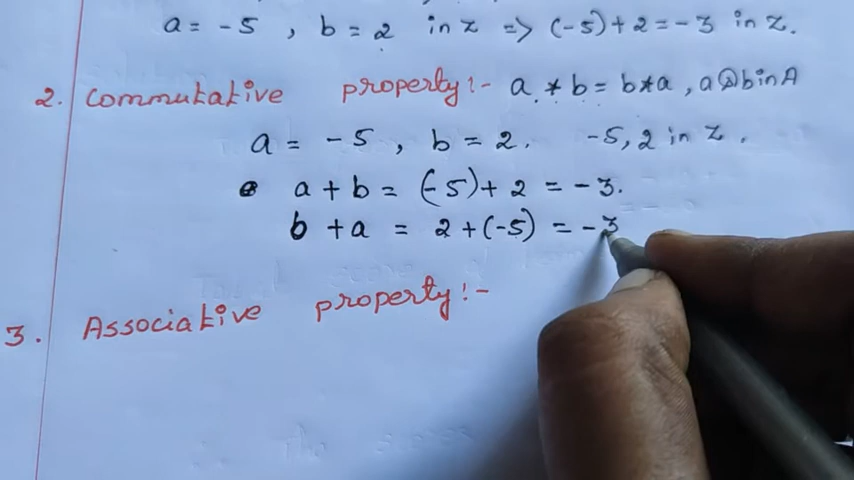 a = -5 , b = 2 in z => (-5)+2 = -3 in z.
2. Commutative property:- a * b = b*a , a&b in A
a = -5 , b = 2. -5, 2 in z.
a + b = (-5)+ 2 = -3.
b + a = 2 +(-5) = -3
3. Associative property:-